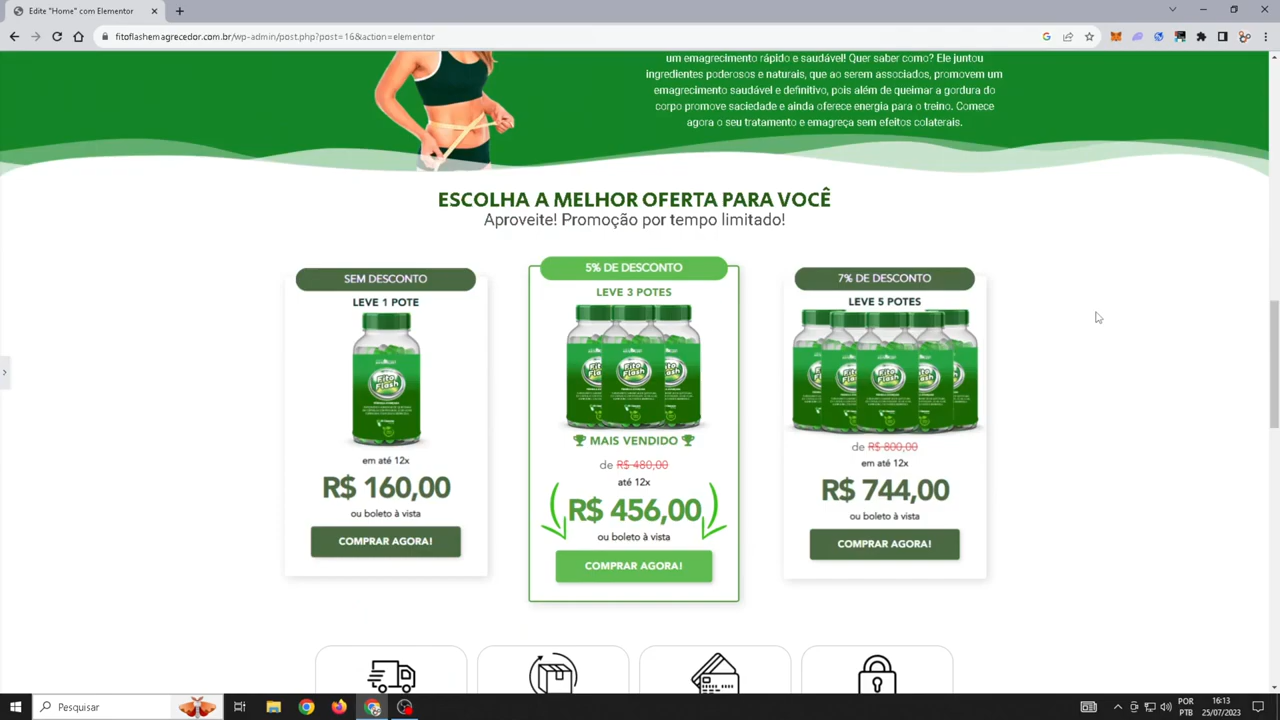 Edite "Home" com Elementor
fitoflashemagrecedor.com.br/wp-admin/post.php?post=16&action=elementor
um emagrecimento rápido e saudável! Quer saber como? Ele juntou
ingredientes poderosos e naturais, que ao serem associados, promovem um
emagrecimento saudável e definitivo, pois além de queimar a gordura do
corpo promove saciedade e ainda oferece energia para o treino. Comece
agora o seu tratamento e emagreça sem efeitos colaterais.
ESCOLHA A MELHOR OFERTA PARA VOCÊ
Aproveite! Promoção por tempo limitado!
SEM DESCONTO
LEVE 1 POTE
Fito
Flash
em até 12x
R$ 160,00
ou boleto à vista
COMPRAR AGORA!
5% DE DESCONTO
LEVE 3 POTES
Fito
Flash
MAIS VENDIDO
de R$ 480,00
até 12x
R$ 456,00
ou boleto à vista
COMPRAR AGORA!
7% DE DESCONTO
LEVE 5 POTES
Fito
Flash
de R$ 800,00
em até 12x
R$ 744,00
ou boleto à vista
COMPRAR AGORA!
Pesquisar
POR
PTB
16:13
25/07/2023